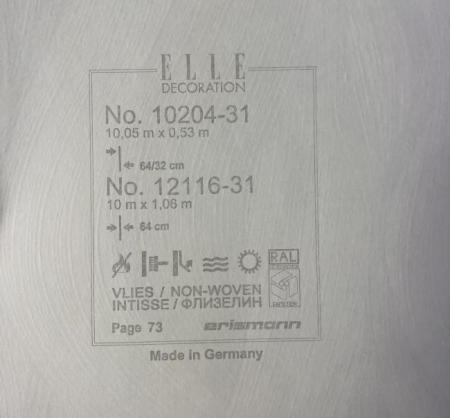 ELLE
DECORATION
No. 10204-31
10,05 m x 0,53 m
64/32 cm
No. 12116-31
10 m x 1,06 m
64 cm
RAL
VLIES / NON-WOVEN
INTISSE / ФЛИЗЕЛИН
Page 73 erismann
Made in Germany